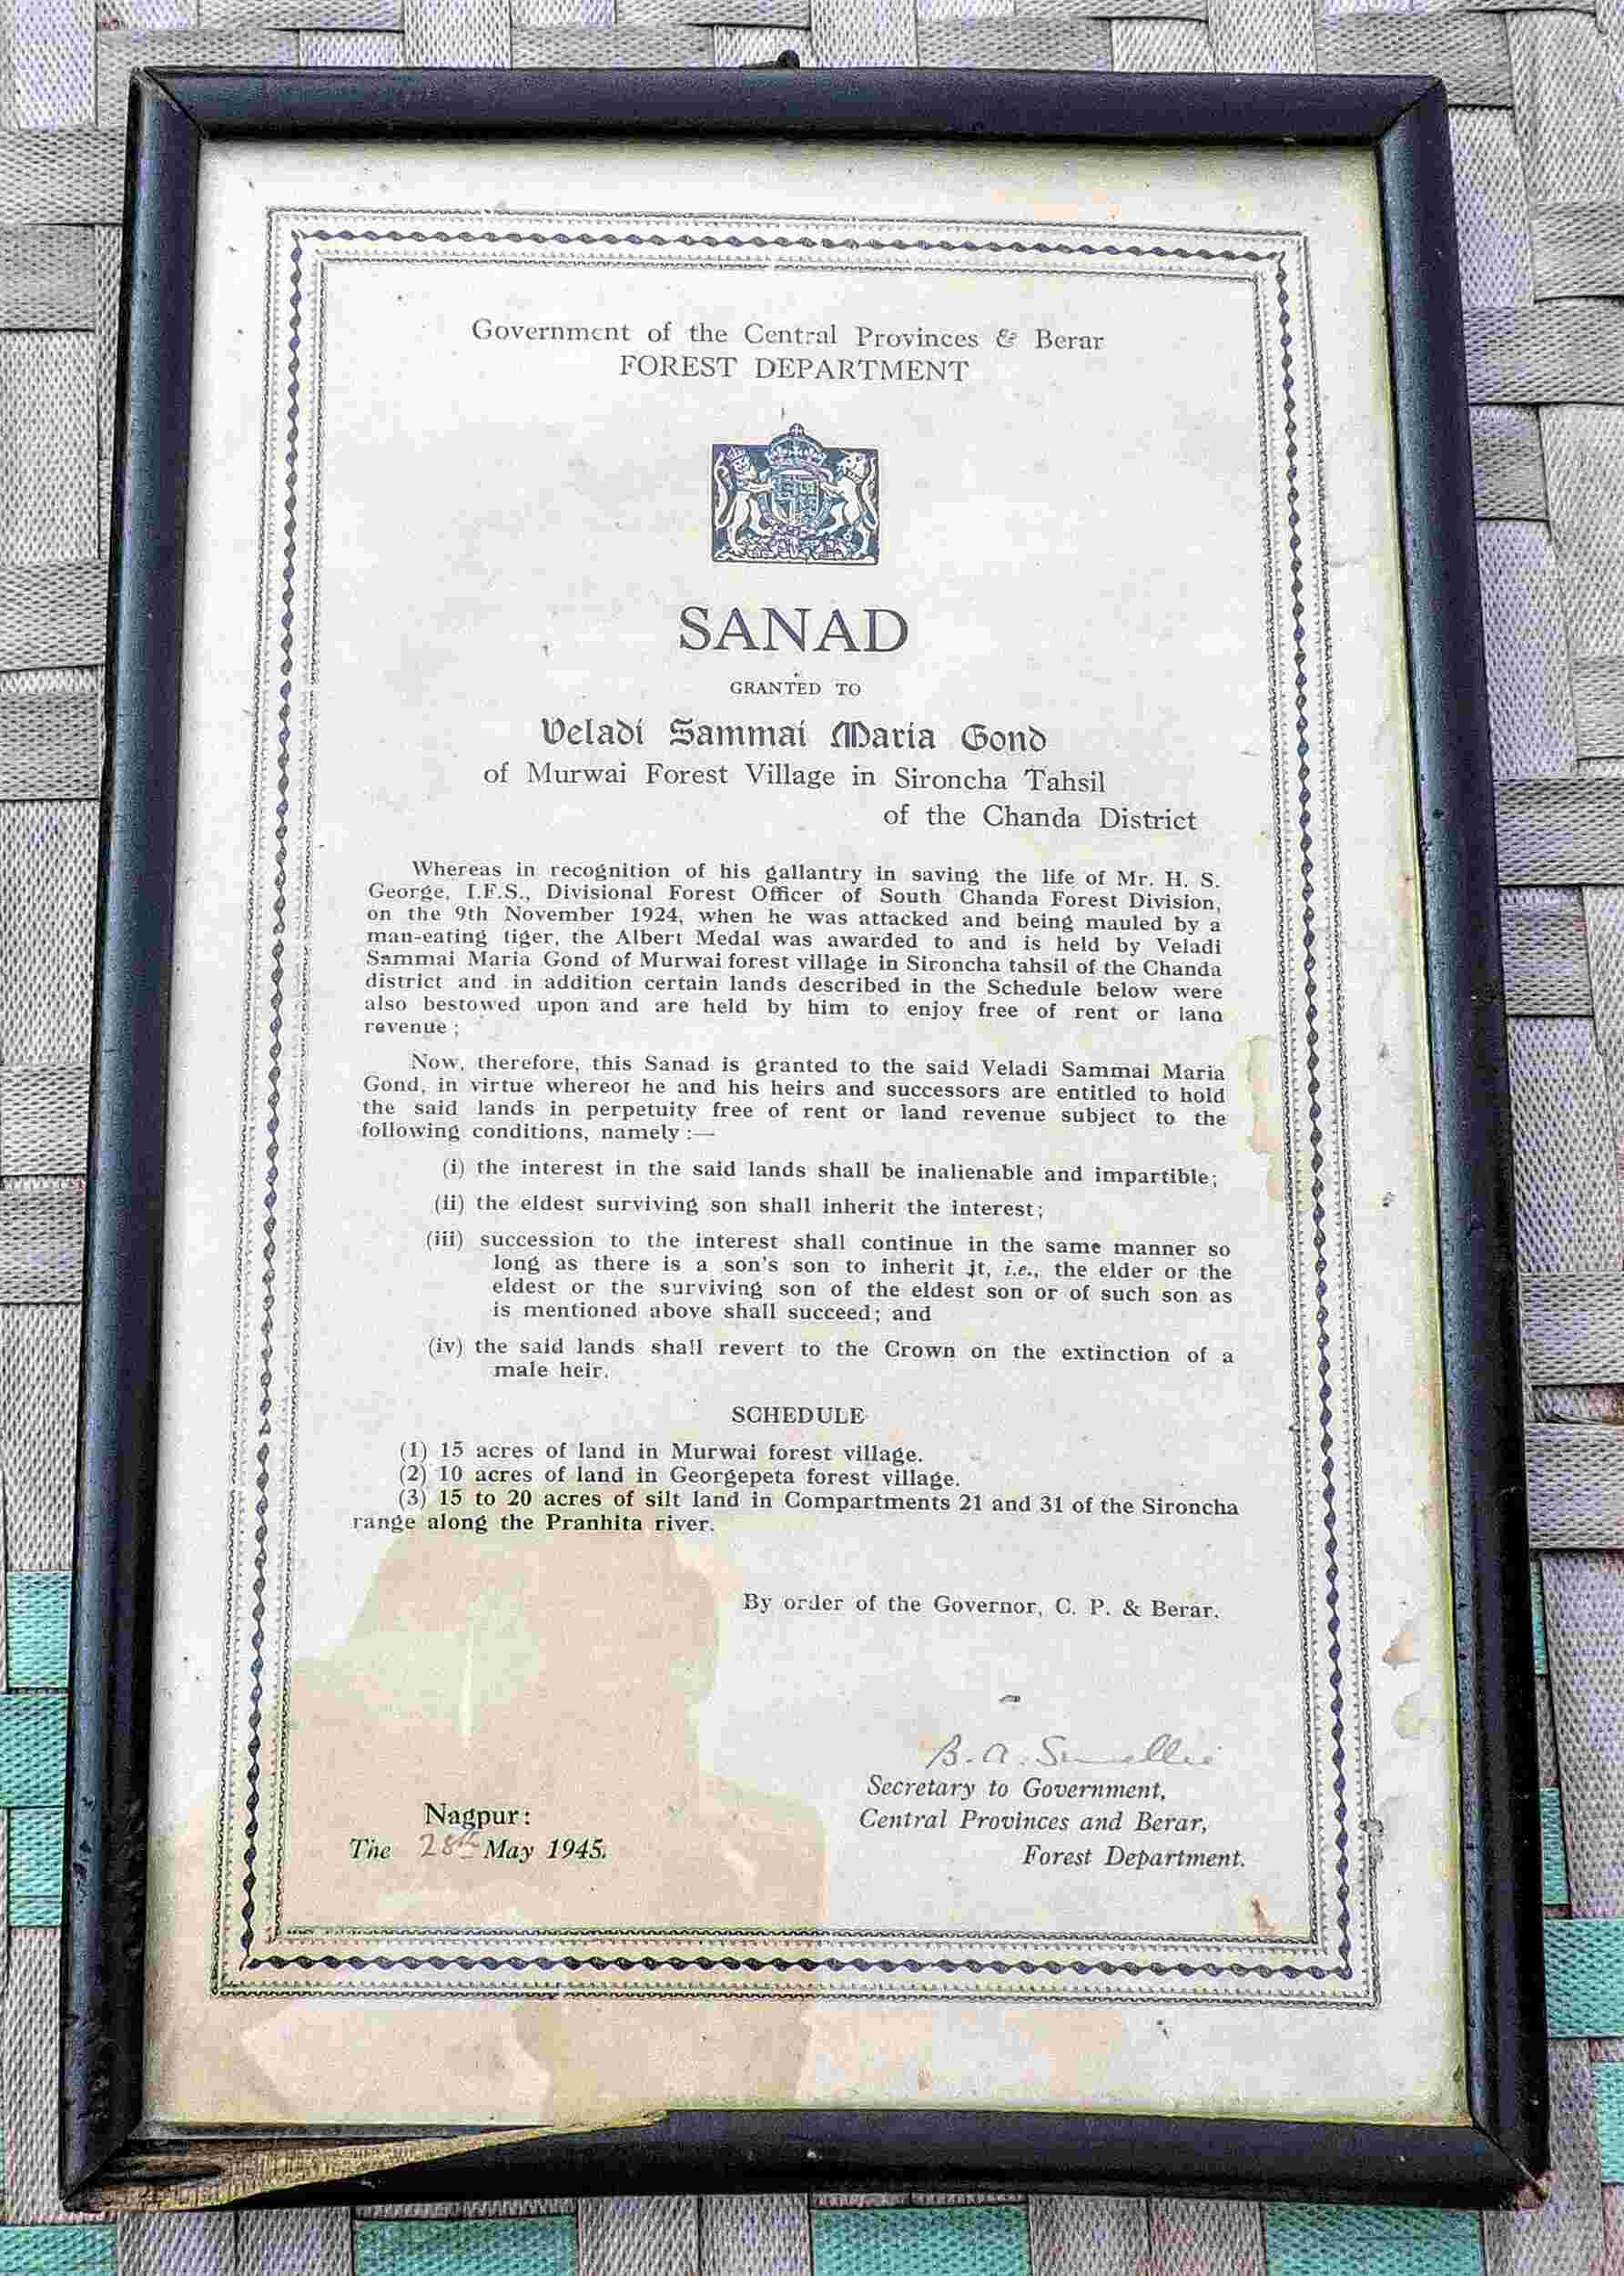 Government of the Central Provinces & Berar
FOREST DEPARTMENT
SANAD
GRANTED TO
Veladi Sammai Maria Gond
of Murwai Forest Village in Sironcha Tahsil
of the Chanda District
Whereas in recognition of his gallantry in saving the life of Mr. H. S.
George, I.F.S., Divisional Forest Officer of South Chanda Forest Division,
on the 9th November 1924, when he was attacked and being mauled by a
man-eating tiger, the Albert Medal was awarded to and is held by Veladi
Sammai Maria Gond of Murwai forest village in Sironcha tahsil of the Chanda
district and in addition certain lands described in the Schedule below were
also bestowed upon and are held by him to enjoy free of rent or land
revenue ;
Now, therefore, this Sanad is granted to the said Veladi Sammai Maria
Gond, in virtue whereof he and his heirs and successors are entitled to hold
the said lands in perpetuity free of rent or land revenue subject to the
following conditions, namely :—
(i) the interest in the said lands shall be inalienable and impartible;
(ii) the eldest surviving son shall inherit the interest;
(iii) succession to the interest shall continue in the same manner so
long as there is a son's son to inherit it, i.e., the elder or the
eldest or the surviving son of the eldest son or of such son as
is mentioned above shall succeed; and
(iv) the said lands shall revert to the Crown on the extinction of a
male heir.
SCHEDULE
(1) 15 acres of land in Murwai forest village.
(2) 10 acres of land in Georgepeta forest village.
(3) 15 to 20 acres of silt land in Compartments 21 and 31 of the Sironcha
range along the Pranhita river.
By order of the Governor, C. P. & Berar.
B. A. Smellie
Secretary to Government,
Central Provinces and Berar,
Forest Department.
Nagpur:
The 28th May 1945.